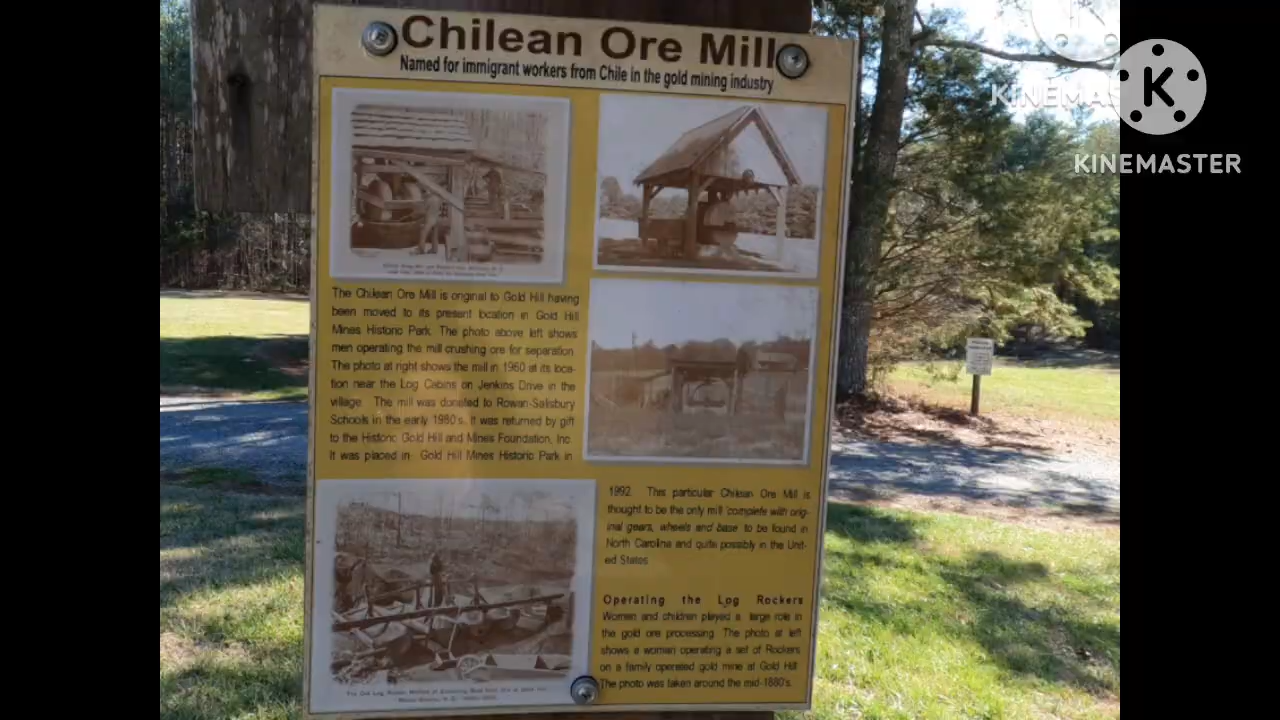 Chilean Ore Mill
Named for immigrant workers from Chile in the gold mining industry
The Chilean Ore Mill is original to Gold Hill having
been moved to its present location in Gold Hill
Mines Historic Park. The photo above left shows
men operating the mill crushing ore for separation.
The photo at right shows the mill in 1960 at its loca-
tion near the Log Cabins on Jenkins Drive in the
village. The mill was donated to Rowan-Salisbury
Schools in the early 1980's. It was returned by gift
to the Historic Gold Hill and Mines Foundation, Inc.
It was placed in Gold Hill Mines Historic Park in
1992. This particular Chilean Ore Mill is
thought to be the only mill 'complete with orig-
inal gears, wheels and base' to be found in
North Carolina and quite possibly in the Unit-
ed States.
Operating the Log Rockers
Women and children played a large role in
the gold ore processing. The photo at left
shows a woman operating a set of Rockers
on a family operated gold mine at Gold Hill.
The photo was taken around the mid-1880's.
K
KINEMAS
K
KINEMASTER